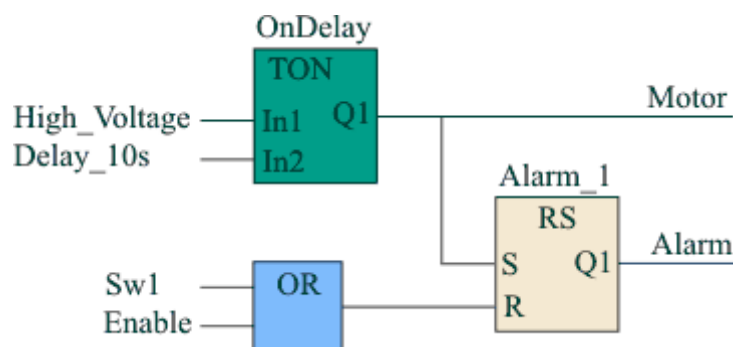 OnDelay
TON
High_Voltage
In1
Q1
Motor
Delay_10s
In2
Alarm_1
RS
S
Q1
Alarm
Sw1
OR
R
Enable